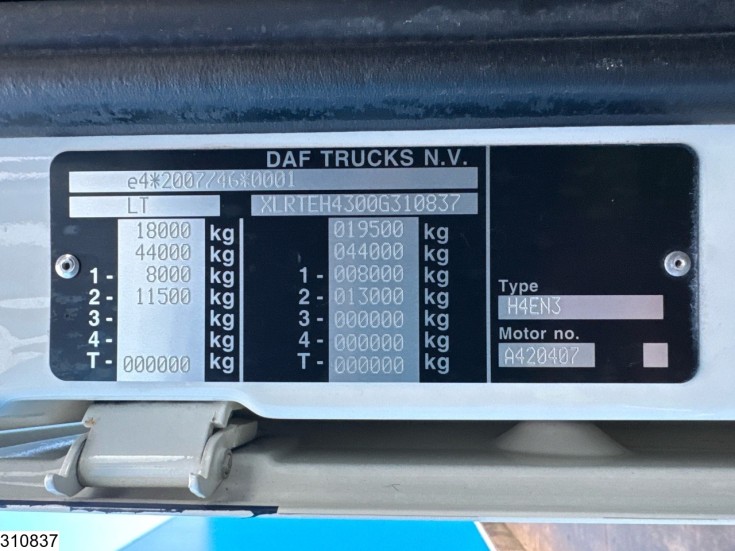 DAF TRUCKS N.V.
e4*2007/46*0001
LT XLRTEH4300G310837
18000 kg 019500 kg
44000 kg 044000 kg
1- 8000 kg 1- 008000 kg
2- 11500 kg 2- 013000 kg
3- kg 3- 000000 kg
4- kg 4- 000000 kg
T- 000000 kg T- 000000 kg
Type
H4EN3
Motor no.
A420407
310837